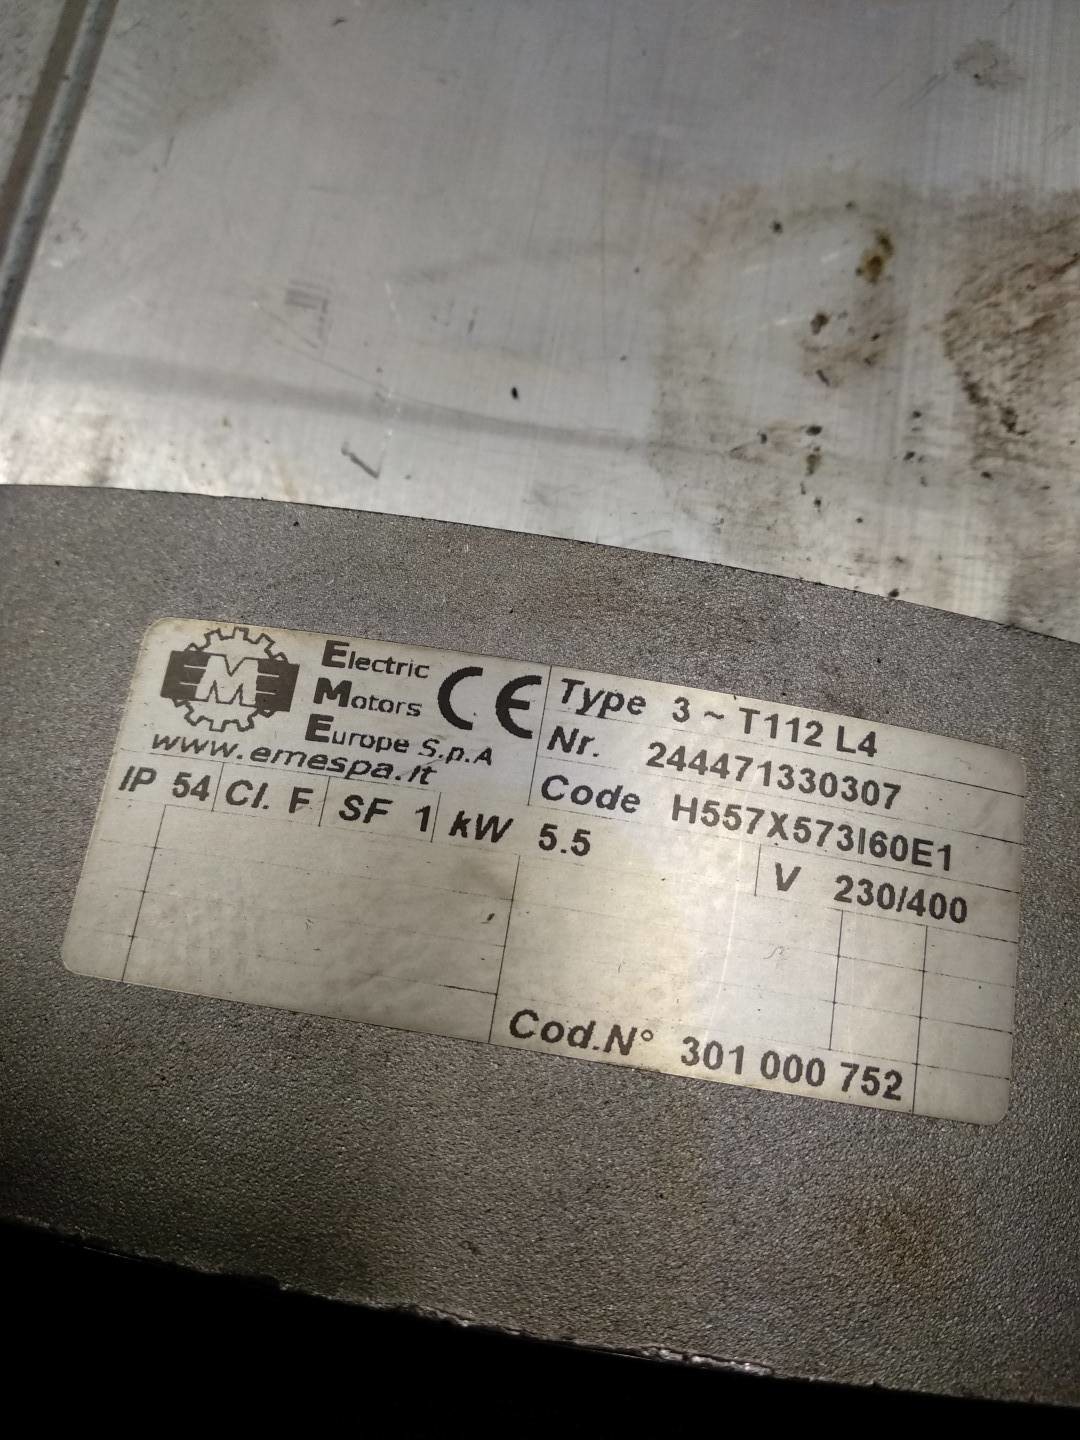 EME
Electric
Motors
Europe S.p.A
CE
www.emespa.it
Type 3 ~ T112 L4
Nr. 244471330307
Code H557X573I60E1
IP 54 Cl. F SF 1 kW 5.5 V 230/400
Cod.N° 301 000 752